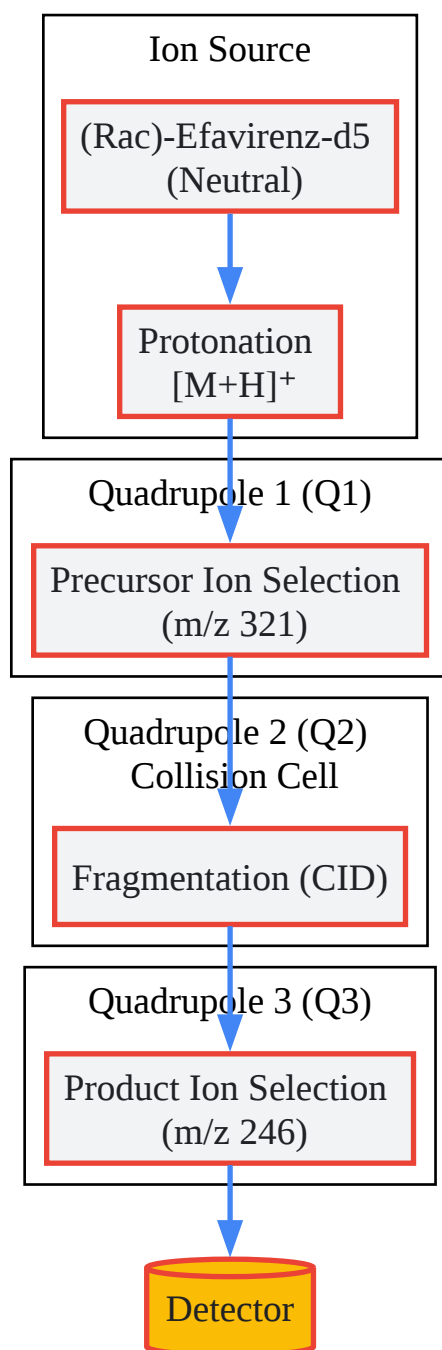 Ion Source
(Rac)-Efavirenz-d5
(Neutral)
Protonation
[M+H]⁺
Quadrupole 1 (Q1)
Precursor Ion Selection
(m/z 321)
Quadrupole 2 (Q2)
Collision Cell
Fragmentation (CID)
Quadrupole 3 (Q3)
Product Ion Selection
(m/z 246)
Detector